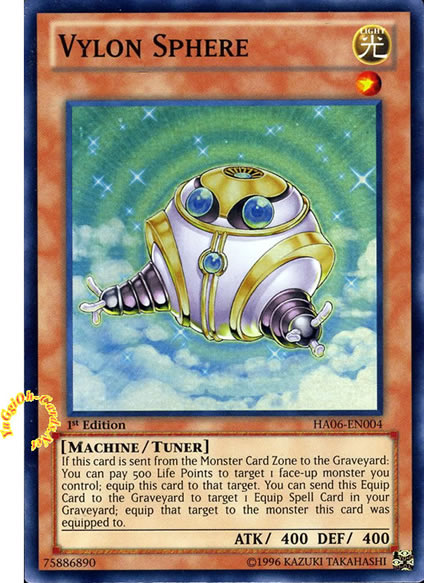 VYLON SPHERE
LIGHT
光
YuGgiOh-Cards.Net
1st Edition
HA06-EN004
[MACHINE / TUNER]
If this card is sent from the Monster Card Zone to the Graveyard:
You can pay 500 Life Points to target 1 face-up monster you
control; equip this card to that target. You can send this Equip
Card to the Graveyard to target 1 Equip Spell Card in your
Graveyard; equip that target to the monster this card was
equipped to.
ATK/ 400 DEF/ 400
75886890
©1996 KAZUKI TAKAHASHI